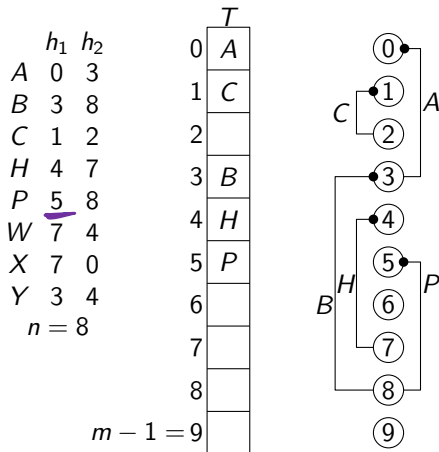 T
h₁ h₂
A 0 3
B 3 8
C 1 2
H 4 7
P 5 8
W 7 4
X 7 0
Y 3 4
n = 8
0 A
1 C
2
3 B
4 H
5 P
6
7
8
m − 1 = 9
0
1
2
3
4
5
6
7
8
9
A
C
B
H
P